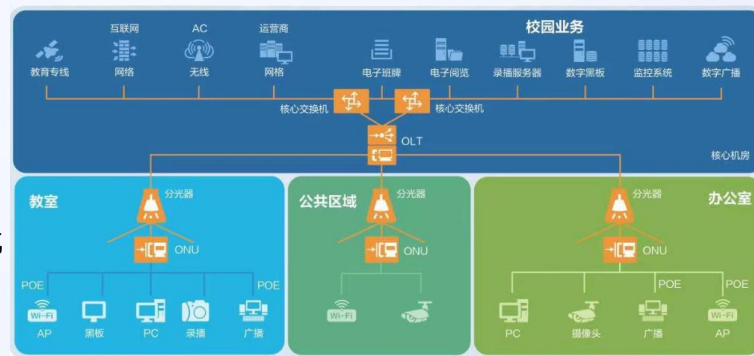 校园业务
互联网
AC
运营商
教育专线
网络
无线
网格
电子班牌
电子阅览
录播服务器
数字黑板
监控系统
数字广播
核心交换机
核心交换机
OLT
核心机房
教室
分光器
ONU
POE
POE
Wi-Fi
AP
黑板
PC
录播
广播
公共区域
分光器
ONU
Wi-Fi
办公室
分光器
ONU
POE
POE
Wi-Fi
PC
摄像头
广播
AP